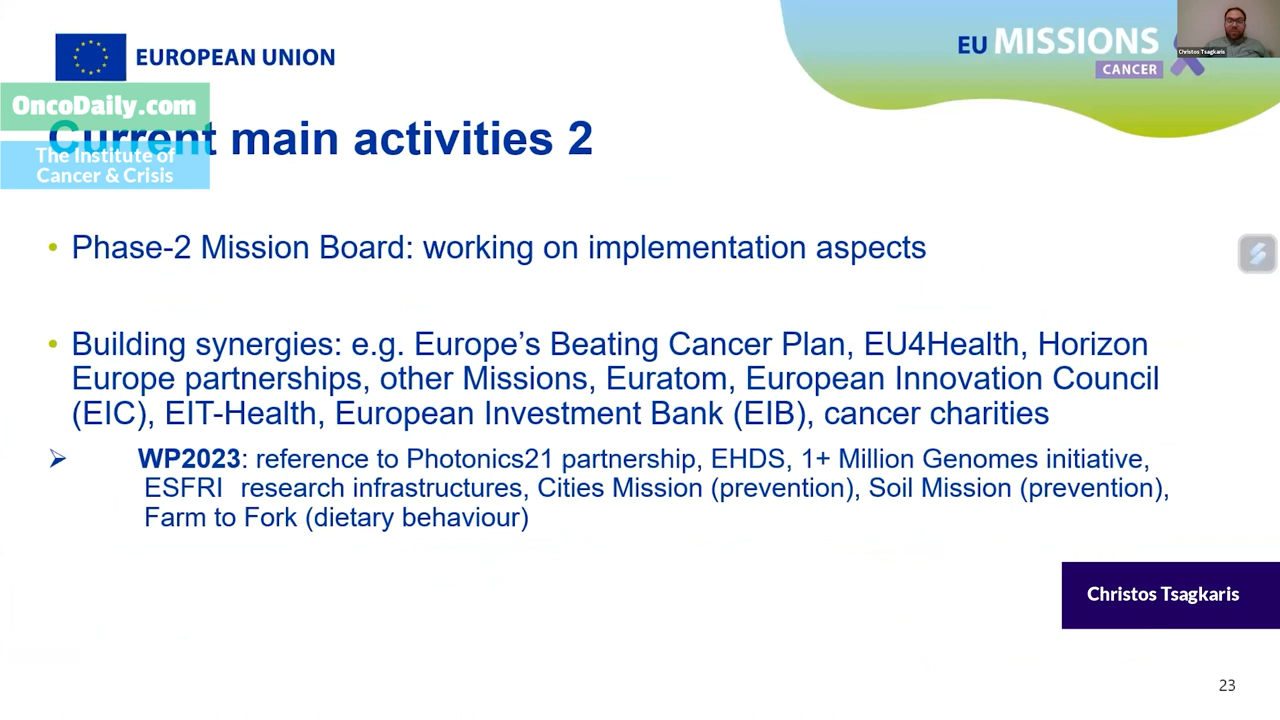 EUROPEAN UNION
EU MISSIONS
CANCER
Christos Tsagkaris
OncoDaily.com
Current main activities 2
The Institute of
Cancer & Crisis
• Phase-2 Mission Board: working on implementation aspects
• Building synergies: e.g. Europe’s Beating Cancer Plan, EU4Health, Horizon
Europe partnerships, other Missions, Euratom, European Innovation Council
(EIC), EIT-Health, European Investment Bank (EIB), cancer charities
➢ WP2023: reference to Photonics21 partnership, EHDS, 1+ Million Genomes initiative,
ESFRI research infrastructures, Cities Mission (prevention), Soil Mission (prevention),
Farm to Fork (dietary behaviour)
Christos Tsagkaris
23